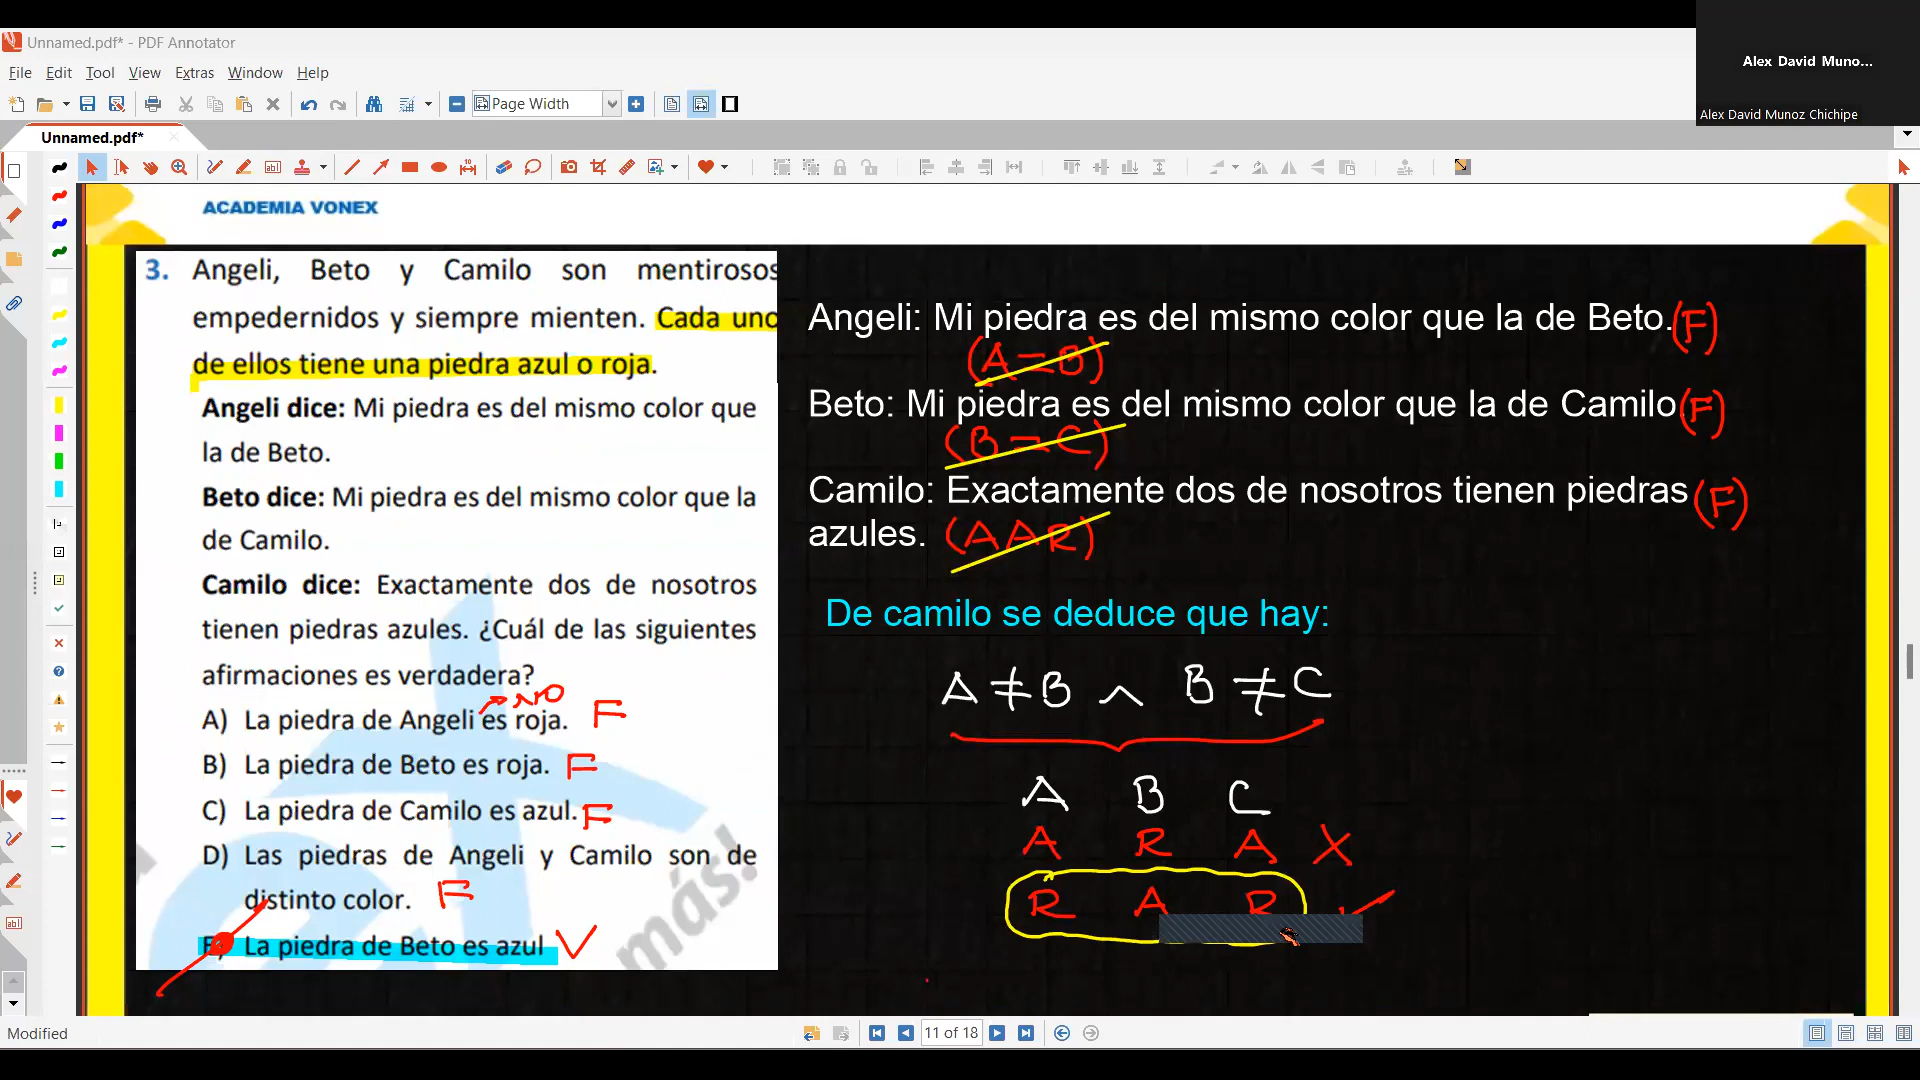 Unnamed.pdf* - PDF Annotator
Alex David Muno...
Alex David Munoz Chichipe
File Edit Tool View Extras Window Help
Page Width
Unnamed.pdf*
ACADEMIA VONEX
3. Angeli, Beto y Camilo son mentirosos
empedernidos y siempre mienten. Cada uno
de ellos tiene una piedra azul o roja.
Angeli dice: Mi piedra es del mismo color que
la de Beto.
Beto dice: Mi piedra es del mismo color que la
de Camilo.
Camilo dice: Exactamente dos de nosotros
tienen piedras azules. ¿Cuál de las siguientes
afirmaciones es verdadera?
NO
A) La piedra de Angeli es roja. F
B) La piedra de Beto es roja. F
C) La piedra de Camilo es azul. F
D) Las piedras de Angeli y Camilo son de
distinto color. F
E) La piedra de Beto es azul V
más!
Angeli: Mi piedra es del mismo color que la de Beto. (F)
(A = B)
Beto: Mi piedra es del mismo color que la de Camilo (F)
(B = C)
Camilo: Exactamente dos de nosotros tienen piedras (F)
azules. (AAR)
De camilo se deduce que hay:
A ≠ B ∧ B ≠ C
A B C
A R A X
R A R ✓
Modified
11 of 18